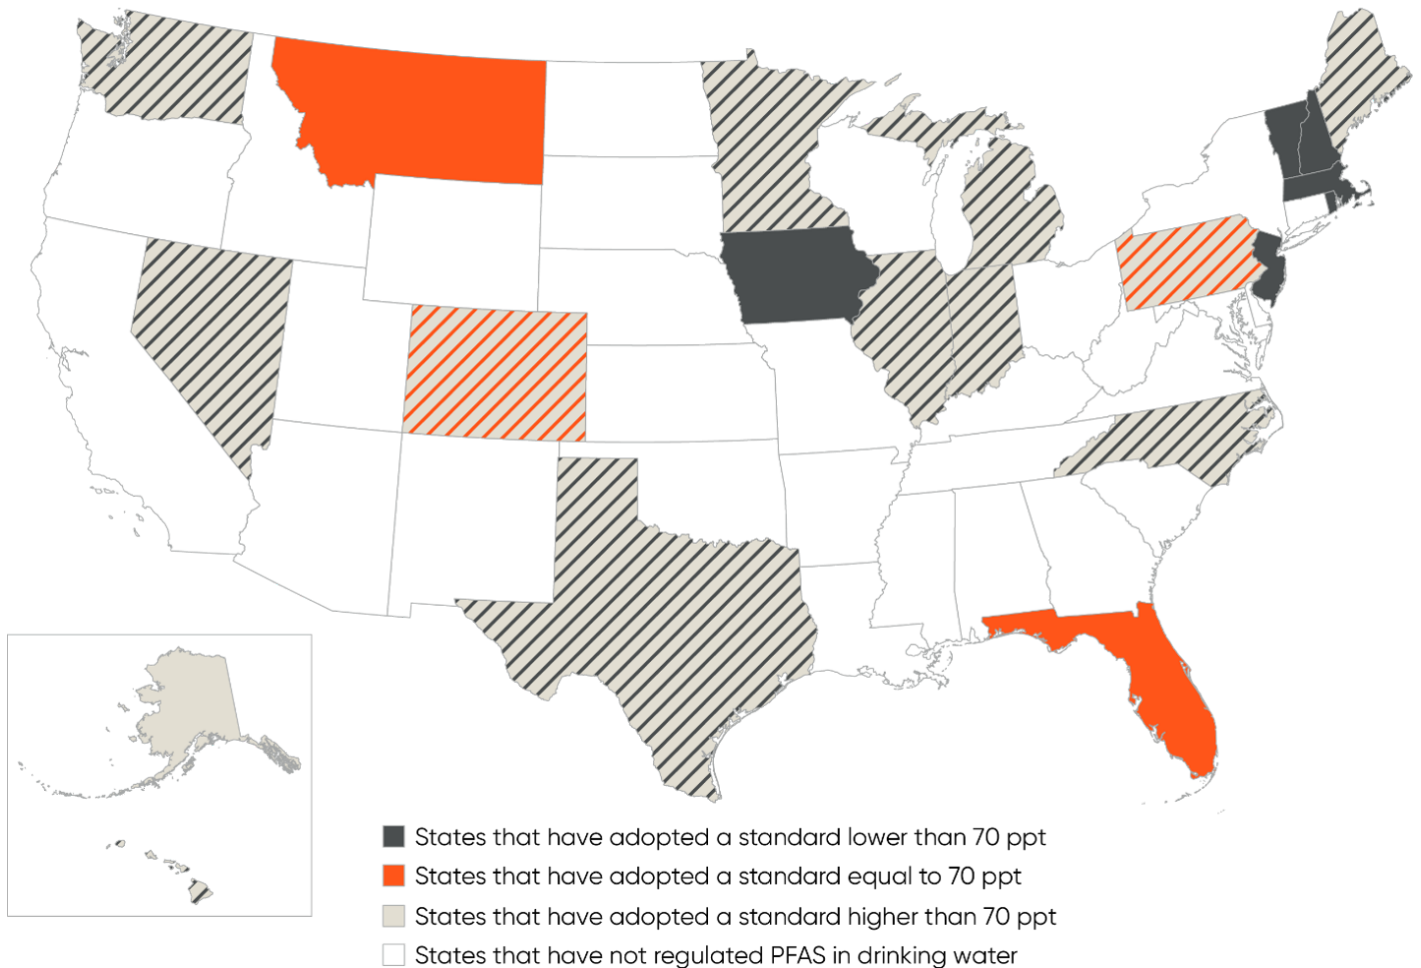 States that have adopted a standard lower than 70 ppt
States that have adopted a standard equal to 70 ppt
States that have adopted a standard higher than 70 ppt
States that have not regulated PFAS in drinking water